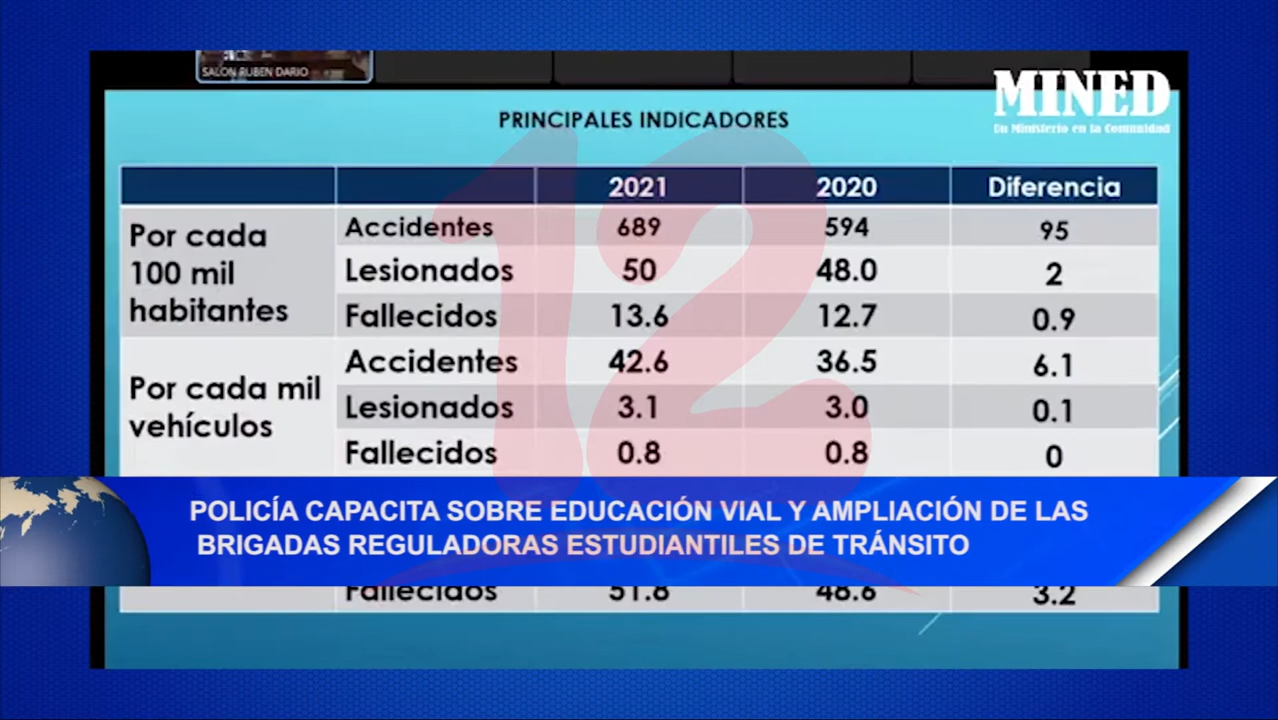 SALON RUBEN DARIO
MINED
Un Ministerio en la Comunidad
PRINCIPALES INDICADORES
2021 2020 Diferencia
Por cada
100 mil
habitantes
Accidentes 689 594 95
Lesionados 50 48.0 2
Fallecidos 13.6 12.7 0.9
Por cada mil
vehículos
Accidentes 42.6 36.5 6.1
Lesionados 3.1 3.0 0.1
Fallecidos 0.8 0.8 0
12
POLICÍA CAPACITA SOBRE EDUCACIÓN VIAL Y AMPLIACIÓN DE LAS
BRIGADAS REGULADORAS ESTUDIANTILES DE TRÁNSITO
Fallecidos 51.8 48.6 3.2